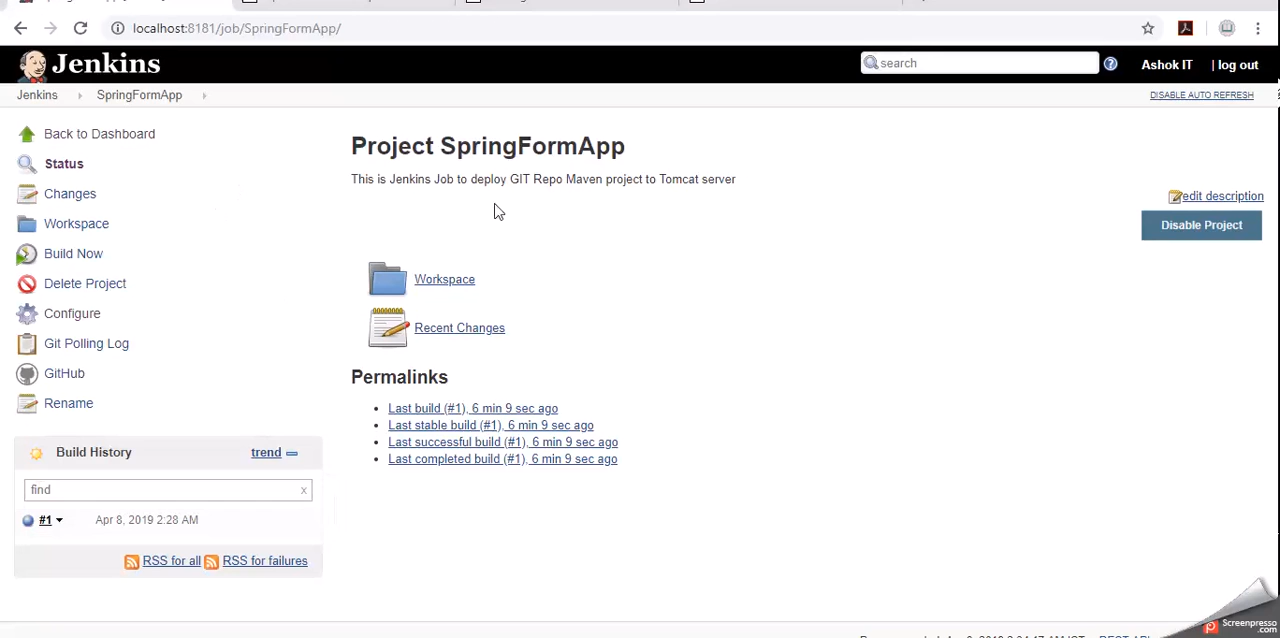 localhost:8181/job/SpringFormApp/
Jenkins
search
Ashok IT
| log out
Jenkins
SpringFormApp
DISABLE AUTO REFRESH
Back to Dashboard
Status
Changes
Workspace
Build Now
Delete Project
Configure
Git Polling Log
GitHub
Rename
Build History
trend
find
x
#1
Apr 8, 2019 2:28 AM
RSS for all
RSS for failures
Project SpringFormApp
This is Jenkins Job to deploy GIT Repo Maven project to Tomcat server
edit description
Disable Project
Workspace
Recent Changes
Permalinks
Last build (#1), 6 min 9 sec ago
Last stable build (#1), 6 min 9 sec ago
Last successful build (#1), 6 min 9 sec ago
Last completed build (#1), 6 min 9 sec ago
Screenpresso
.com